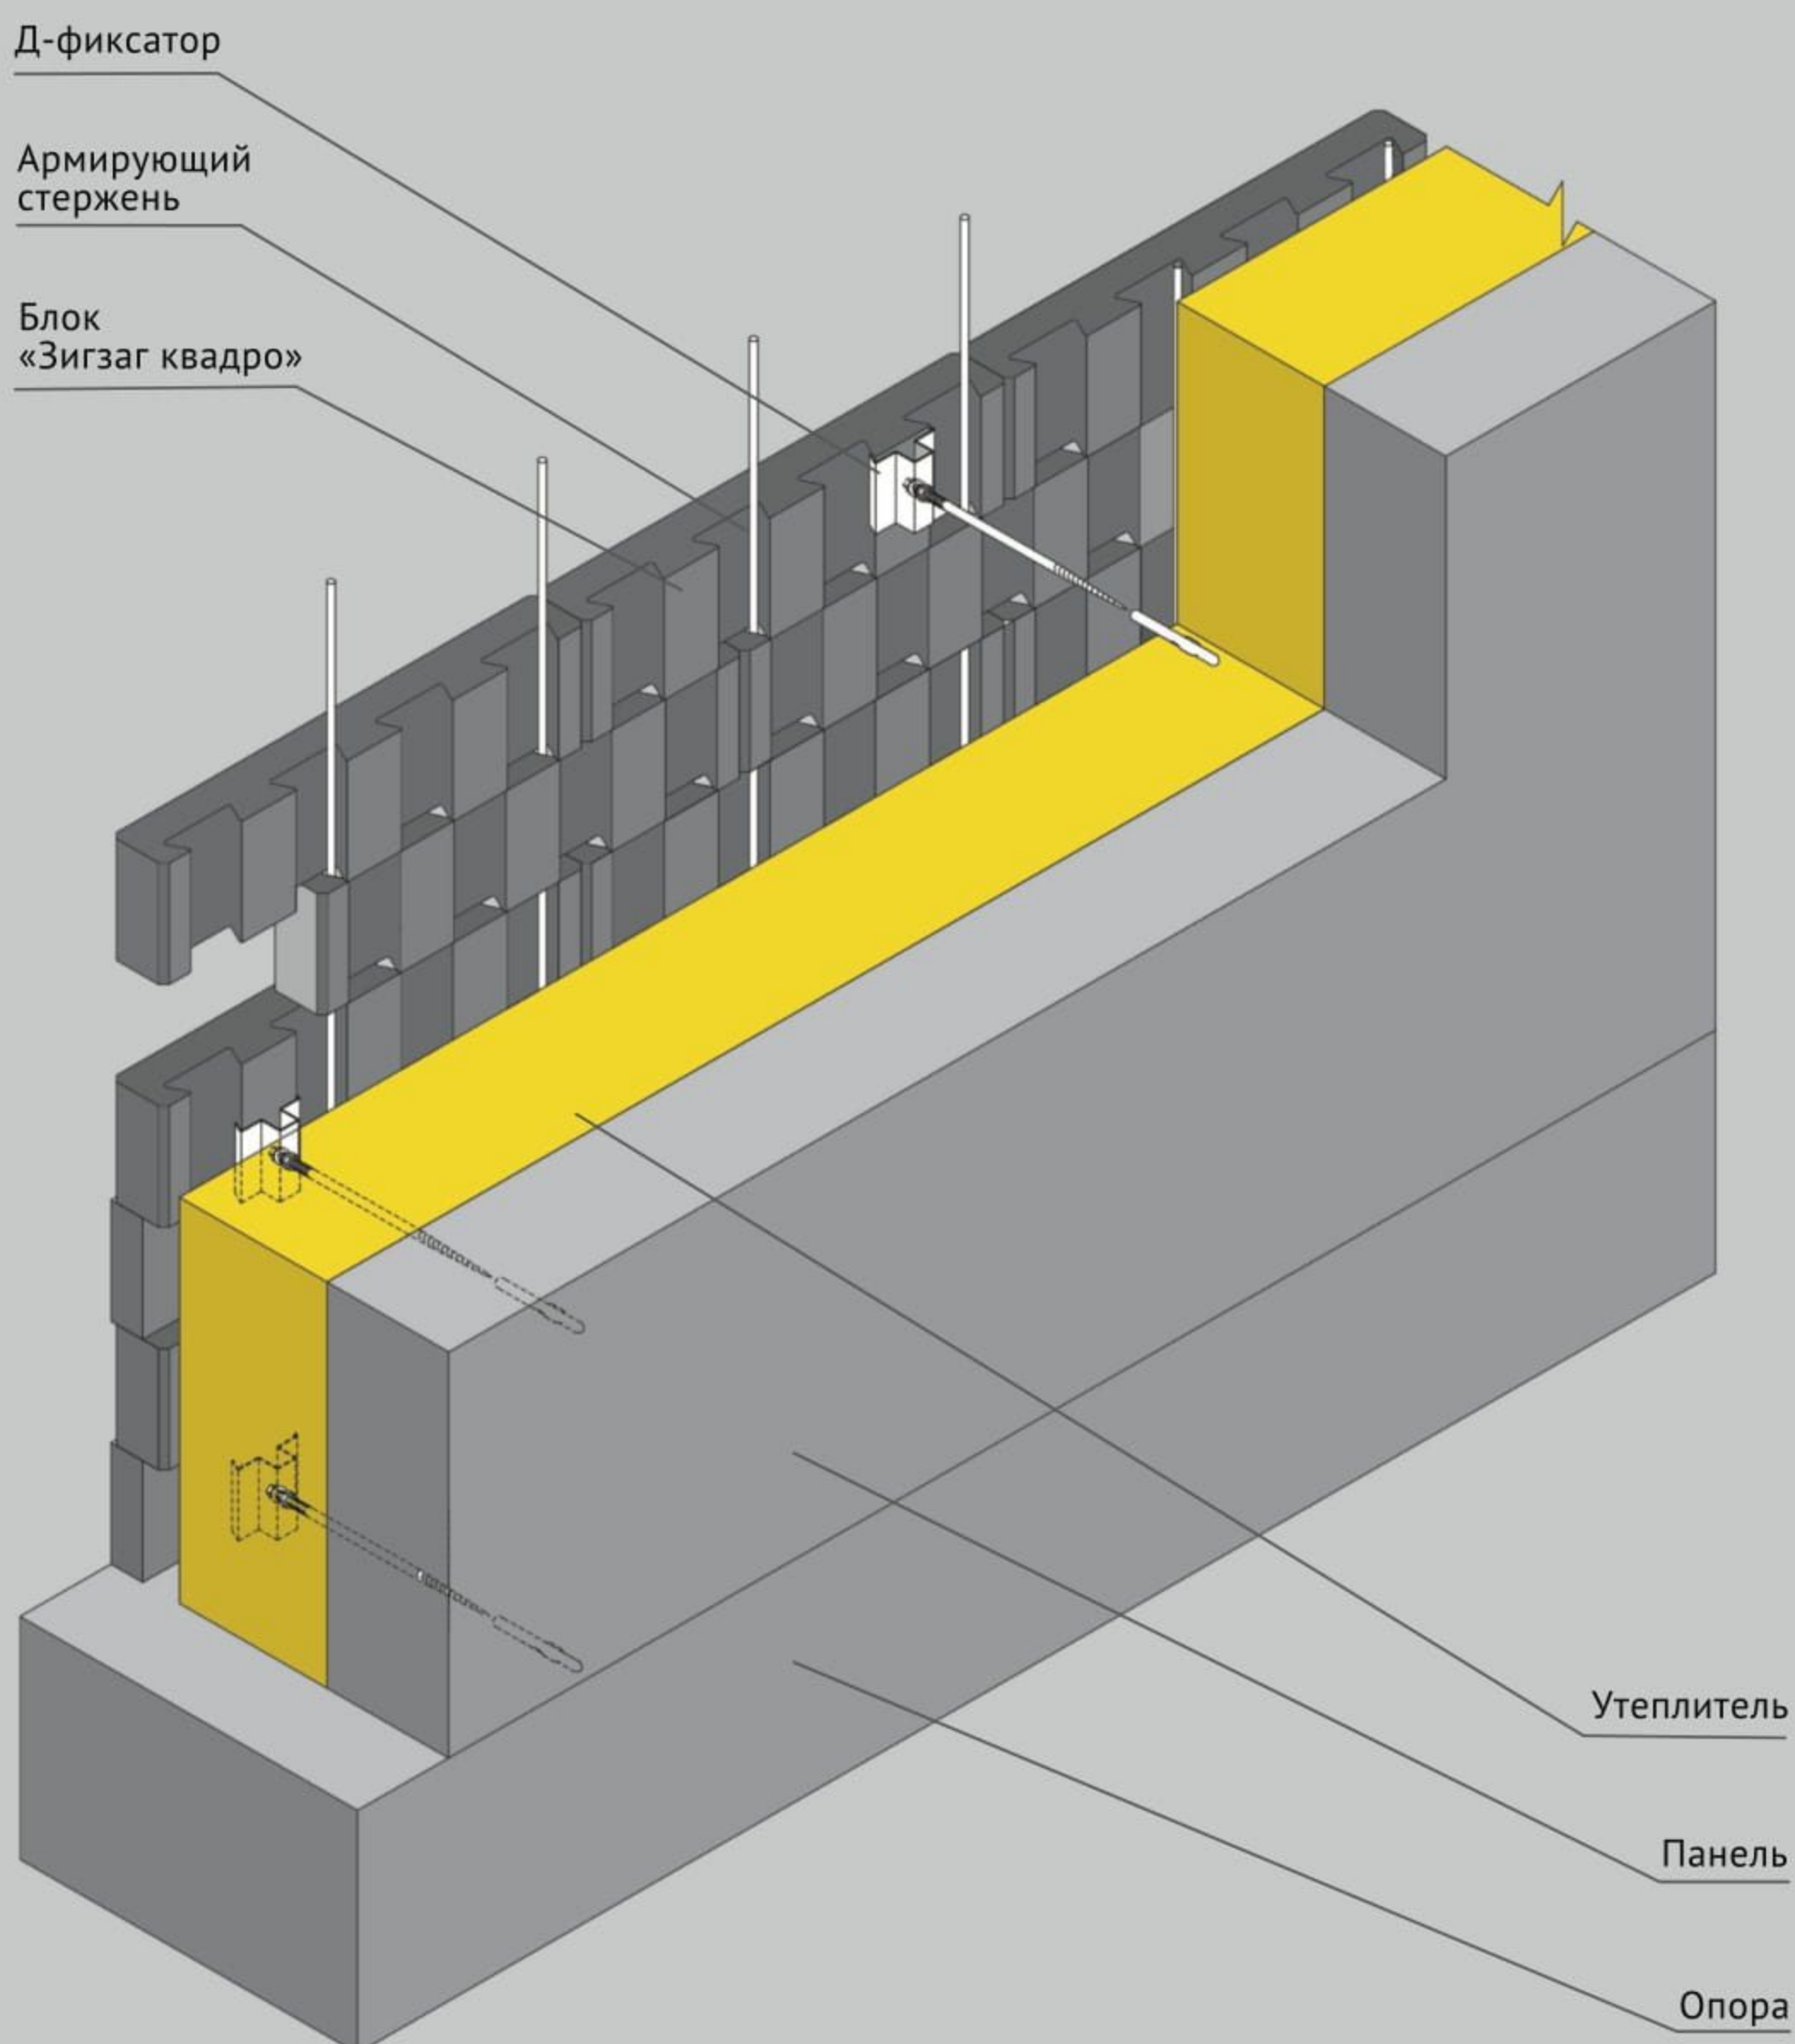 Д-фиксатор
Армирующий
стержень
Блок
«Зигзаг квадро»
Утеплитель
Панель
Опора